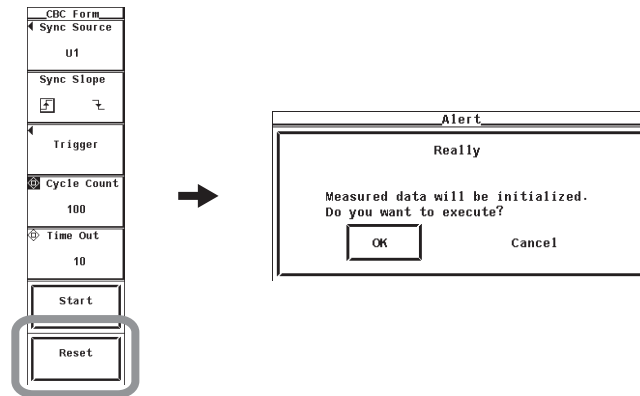 CBC Form
Sync Source
U1
Sync Slope
Trigger
Cycle Count
100
Time Out
10
Start
Reset
Alert
Really
Measured data will be initialized.
Do you want to execute?
OK Cancel